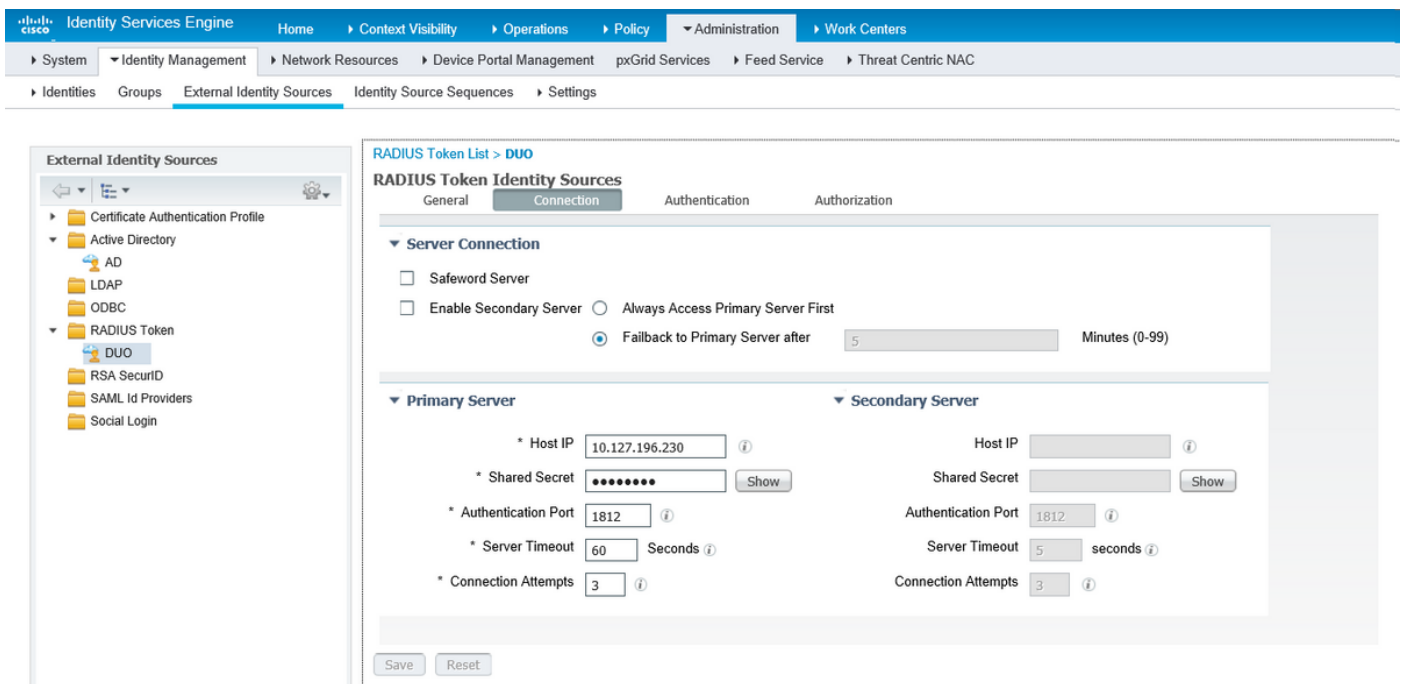 cisco Identity Services Engine Home Context Visibility Operations Policy Administration Work Centers
System Identity Management Network Resources Device Portal Management pxGrid Services Feed Service Threat Centric NAC
Identities Groups External Identity Sources Identity Source Sequences Settings
External Identity Sources
Certificate Authentication Profile
Active Directory
AD
LDAP
ODBC
RADIUS Token
DUO
RSA SecurID
SAML Id Providers
Social Login
RADIUS Token List > DUO
RADIUS Token Identity Sources
General Connection Authentication Authorization
Server Connection
Safeword Server
Enable Secondary Server Always Access Primary Server First
Failback to Primary Server after 5 Minutes (0-99)
Primary Server
* Host IP 10.127.196.230
* Shared Secret •••••••• Show
* Authentication Port 1812
* Server Timeout 60 Seconds
* Connection Attempts 3
Secondary Server
Host IP
Shared Secret Show
Authentication Port 1812
Server Timeout 5 seconds
Connection Attempts 3
Save Reset